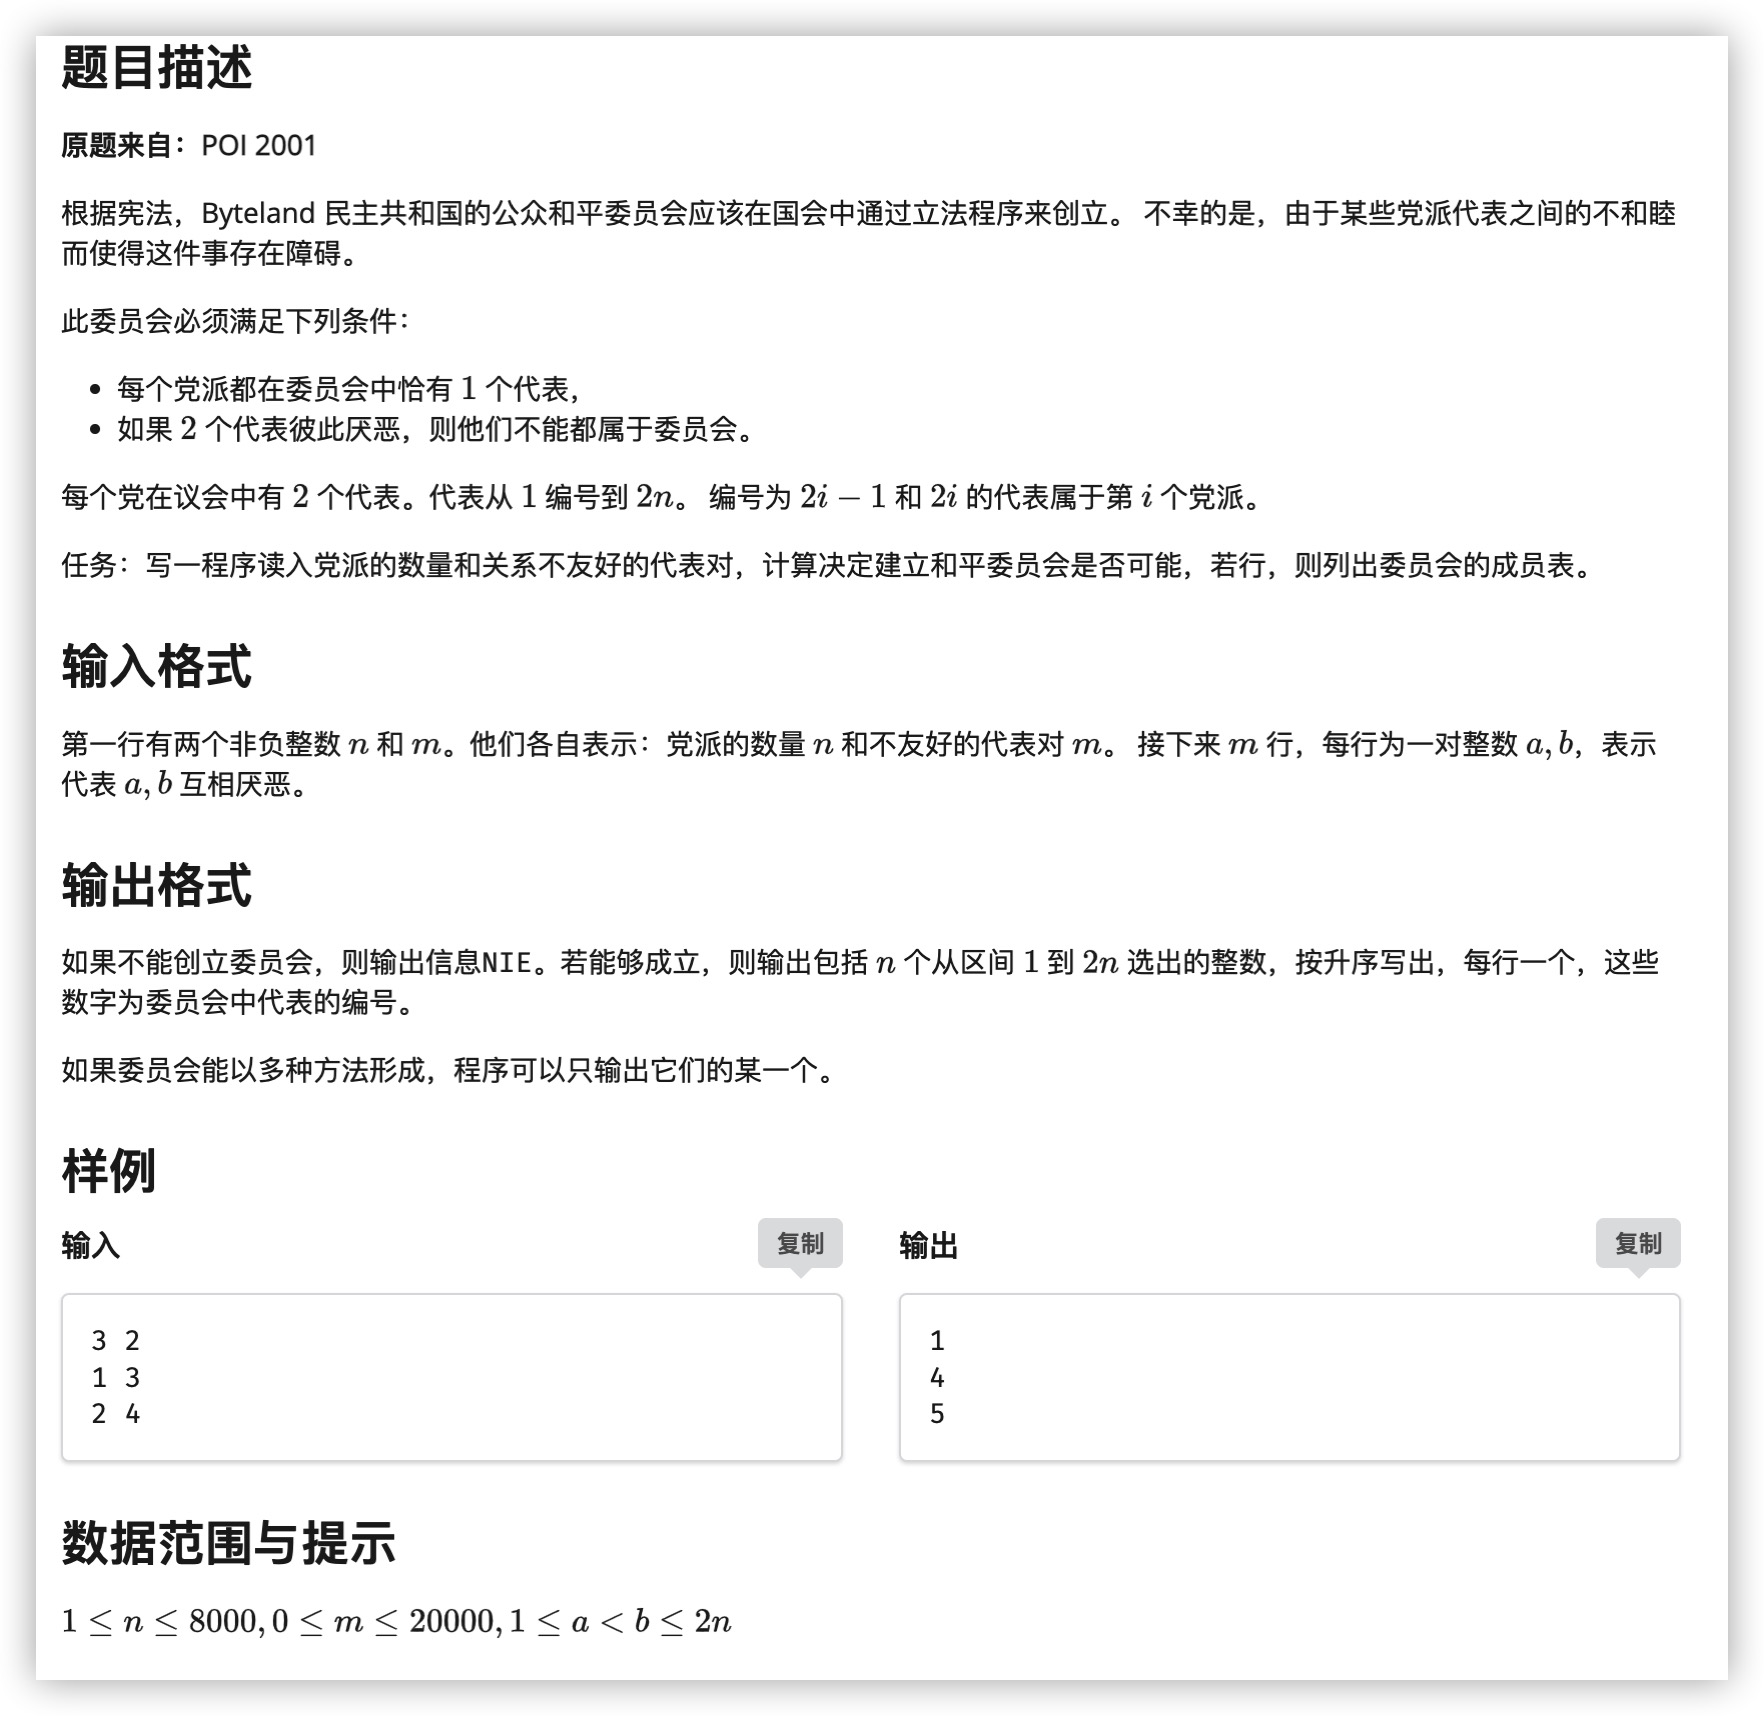 题目描述
原题来自：POI 2001
根据宪法，Byteland 民主共和国的公众和平委员会应该在国会中通过立法程序来创立。 不幸的是，由于某些党派代表之间的不和睦
而使得这件事存在障碍。
此委员会必须满足下列条件：
• 每个党派都在委员会中恰有 1 个代表，
• 如果 2 个代表彼此厌恶，则他们不能都属于委员会。
每个党在议会中有 2 个代表。代表从 1 编号到 2n。 编号为 2i − 1 和 2i 的代表属于第 i 个党派。
任务：写一程序读入党派的数量和关系不友好的代表对，计算决定建立和平委员会是否可能，若行，则列出委员会的成员表。
输入格式
第一行有两个非负整数 n 和 m。他们各自表示：党派的数量 n 和不友好的代表对 m。 接下来 m 行，每行为一对整数 a, b，表示
代表 a, b 互相厌恶。
输出格式
如果不能创立委员会，则输出信息NIE。若能够成立，则输出包括 n 个从区间 1 到 2n 选出的整数，按升序写出，每行一个，这些
数字为委员会中代表的编号。
如果委员会能以多种方法形成，程序可以只输出它们的某一个。
样例
输入 复制
3 2
1 3
2 4
输出 复制
1
4
5
数据范围与提示
1 ≤ n ≤ 8000, 0 ≤ m ≤ 20000, 1 ≤ a < b ≤ 2n